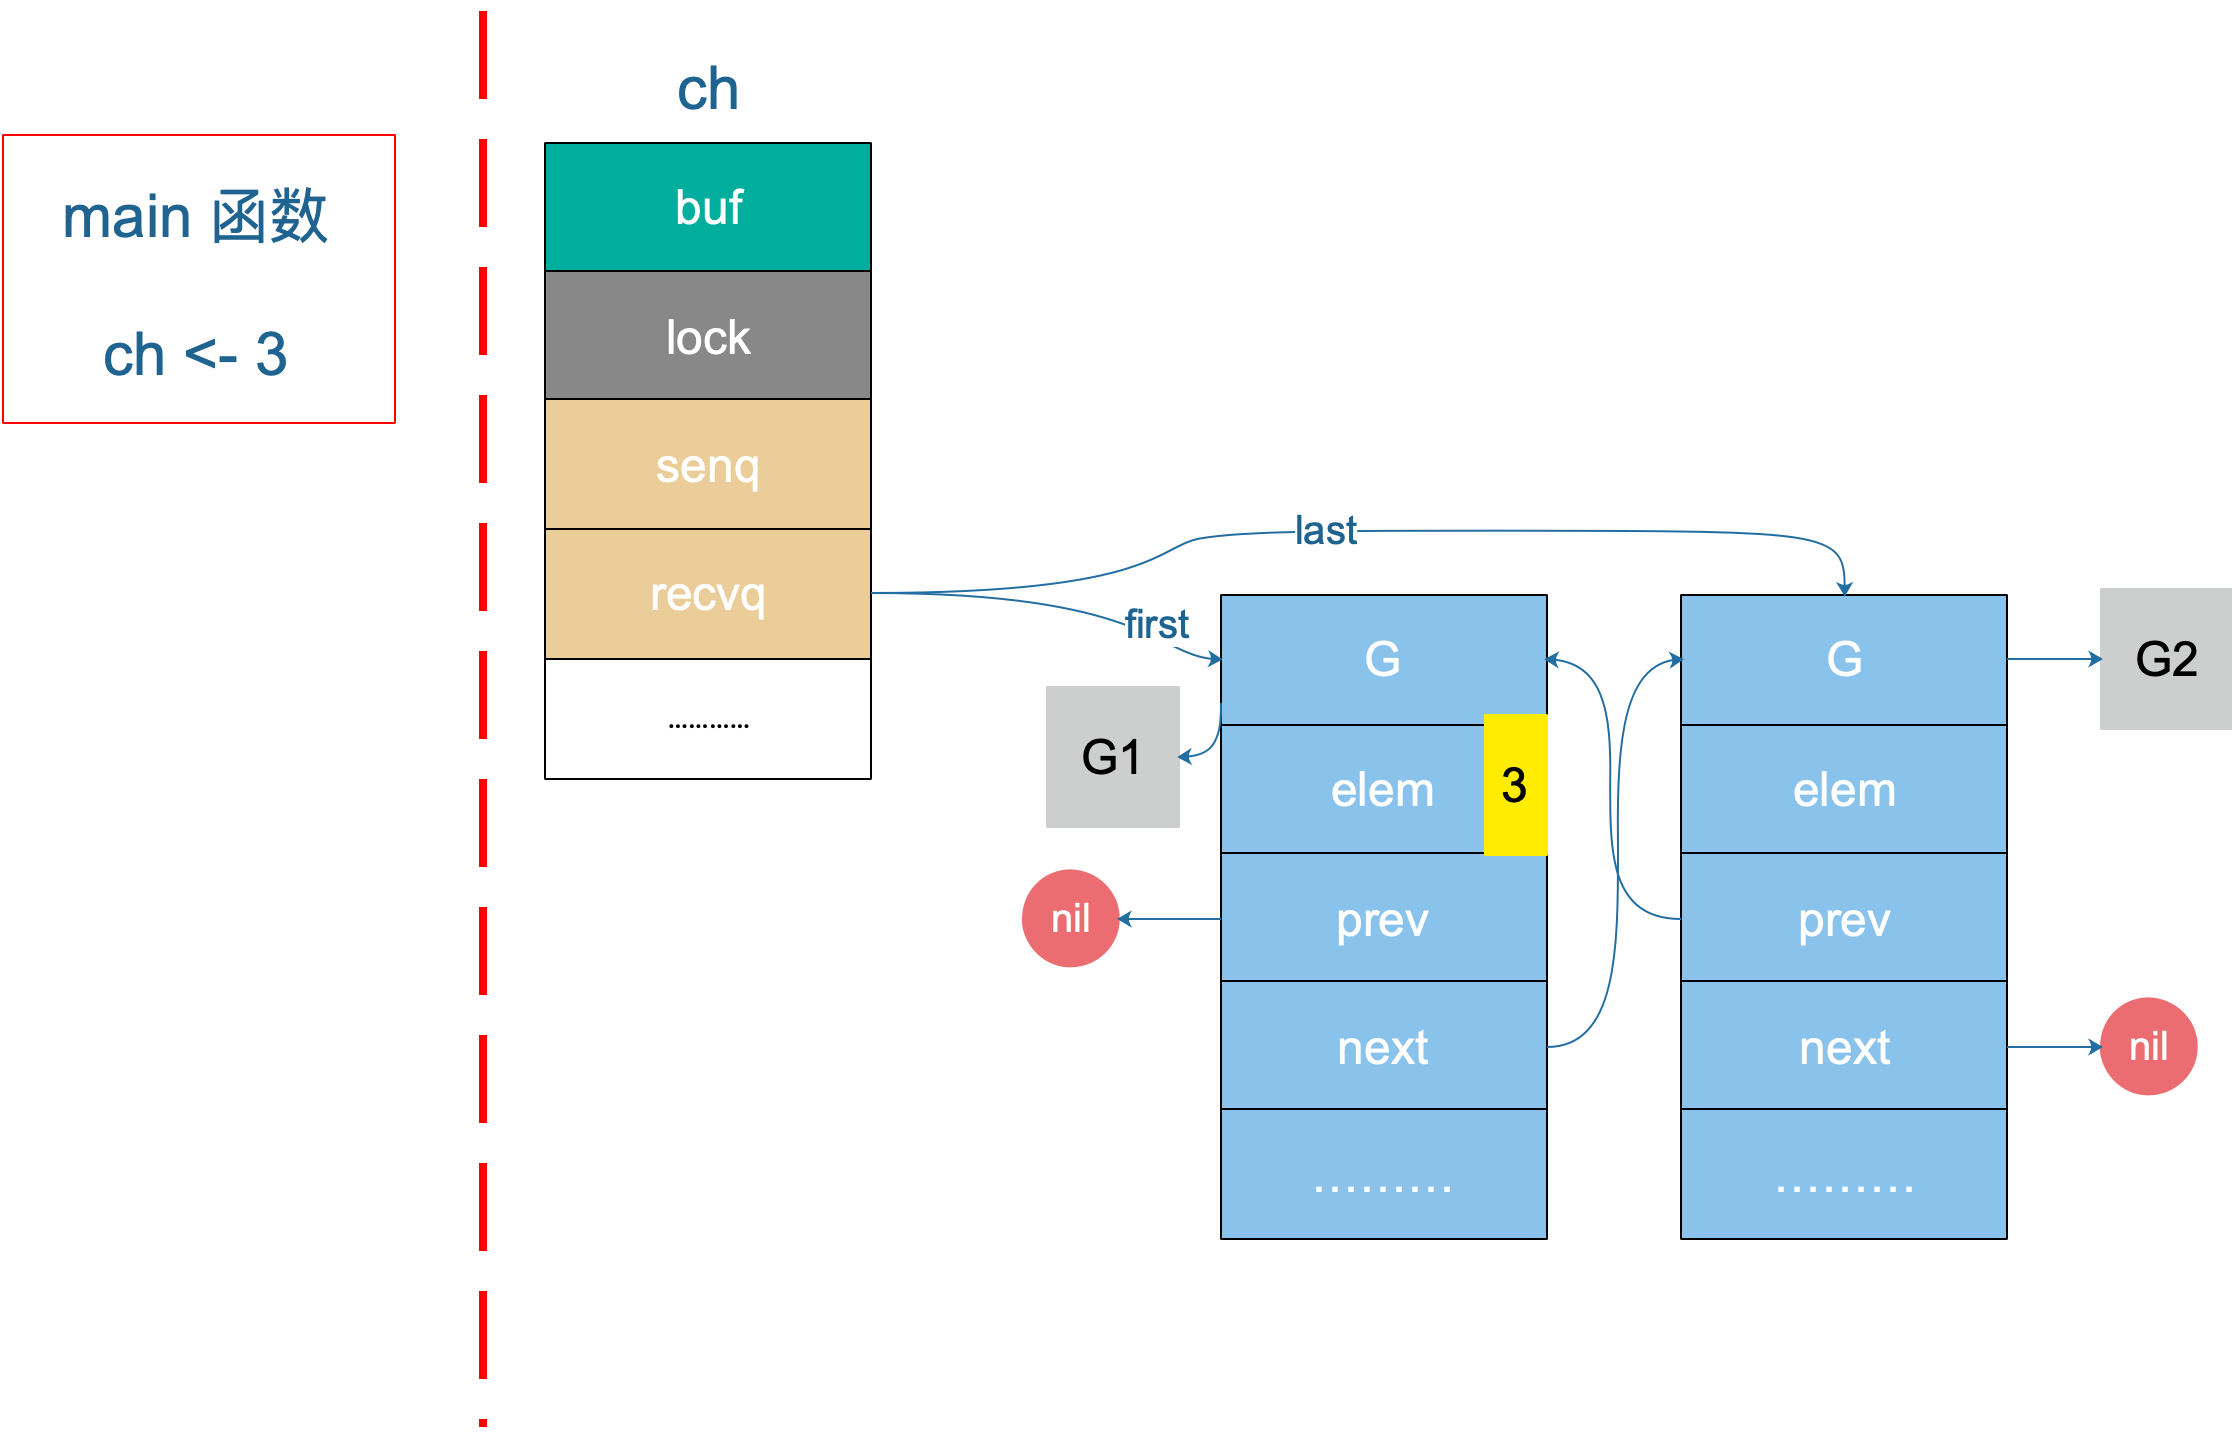 main 函数
ch <- 3
ch
buf
lock
senq
recvq
............
last
first
G
elem
3
prev
next
.........
G1
nil
G
elem
prev
next
.........
G2
nil